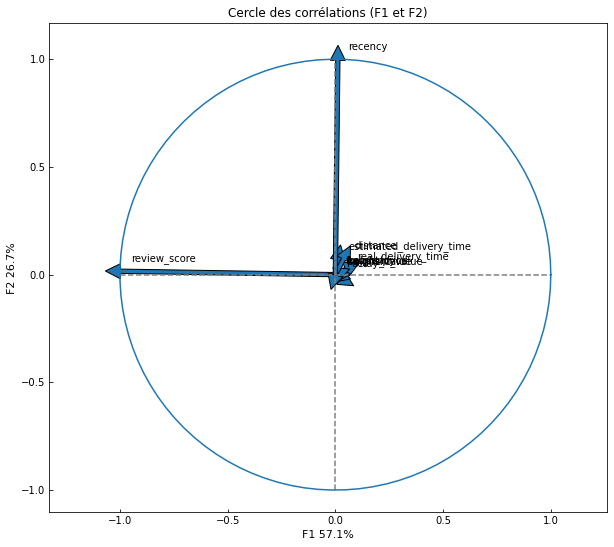 Cercle des corrélations (F1 et F2)
recency
distance
estimated_delivery_time
real_delivery_time
review_score
1.0
0.5
0.0
−0.5
−1.0
F2 26.7%
−1.0
−0.5
0.0
0.5
1.0
F1 57.1%